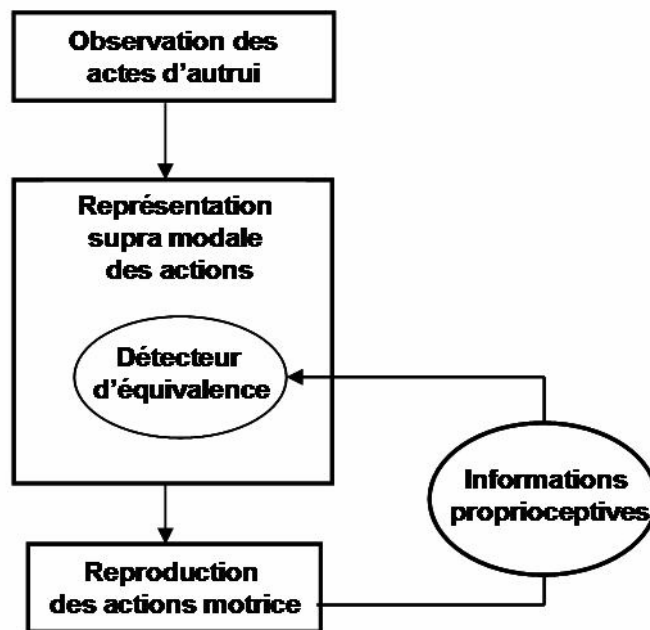 Observation des
actes d'autrui
Représentation
supra modale
des actions
Détecteur
d'équivalence
Informations
proprioceptives
Reproduction
des actions motrice